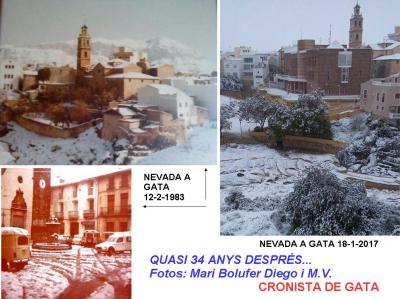 NEVADA A
GATA
12-2-1983
NEVADA A GATA 18-1-2017
QUASI 34 ANYS DESPRÉS...
Fotos: Mari Bolufer Diego i M.V.
CRONISTA DE GATA